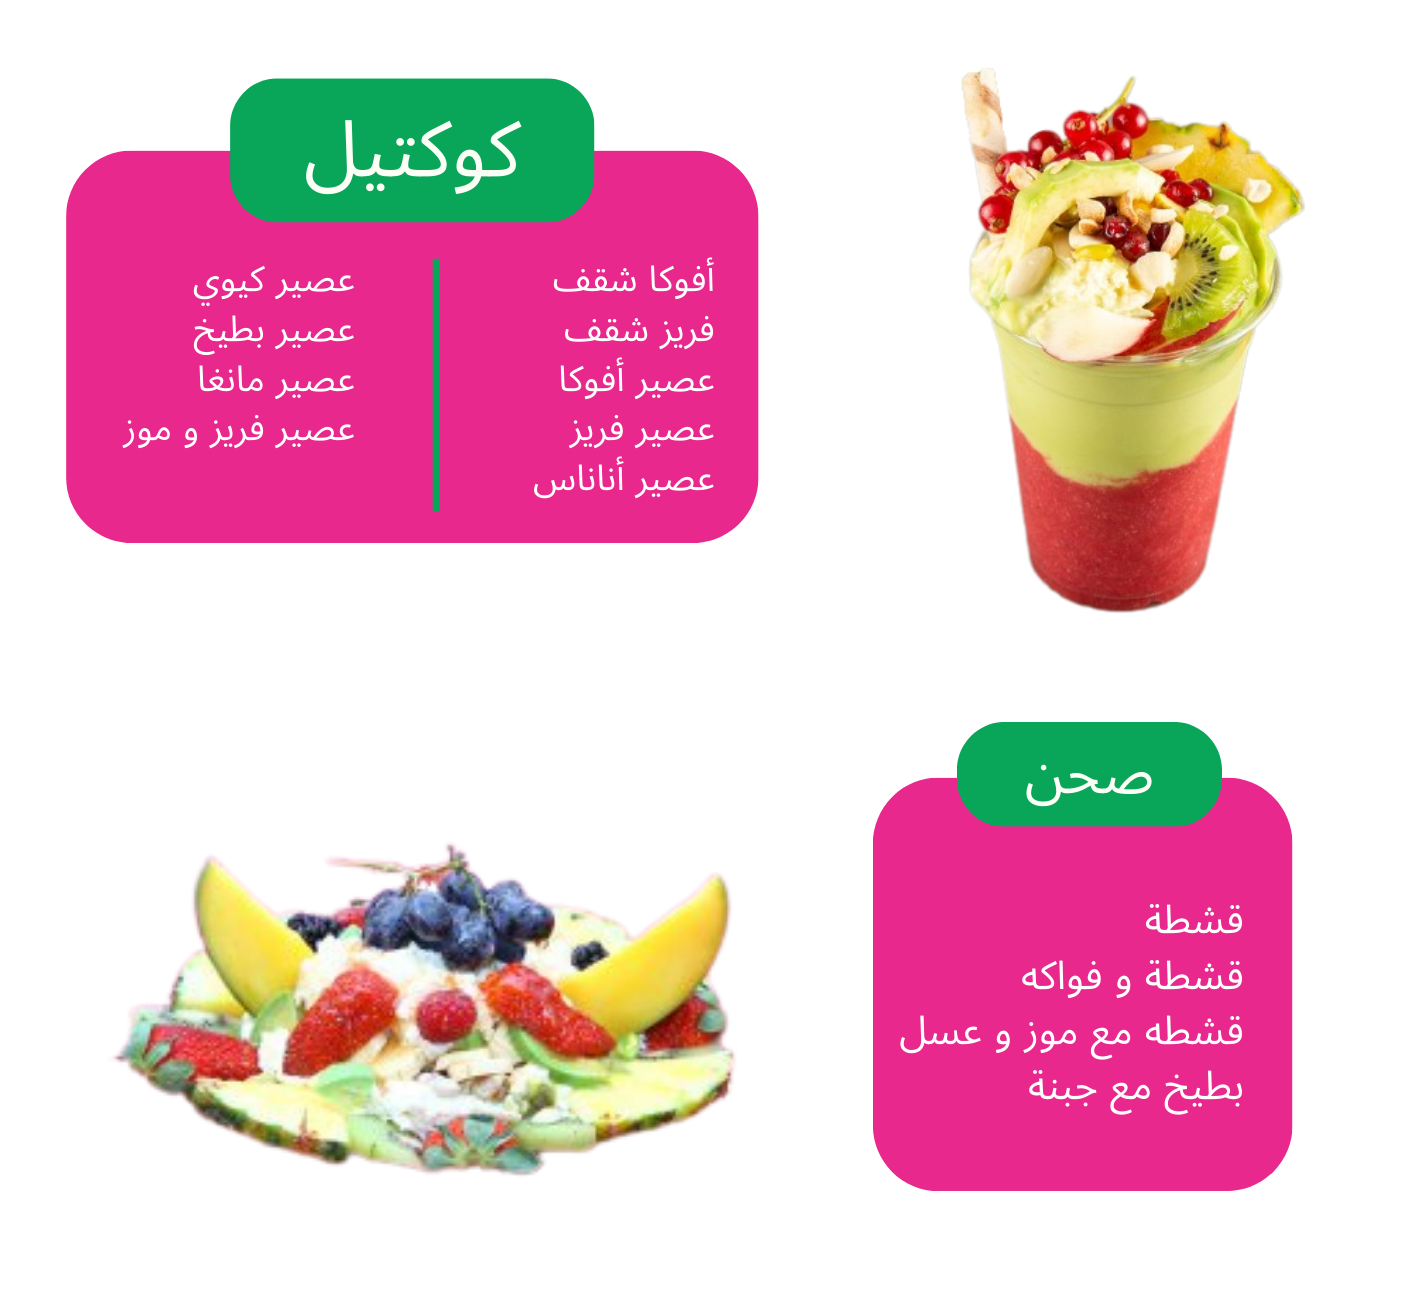 كوكتيل
أفوكا شقف
فريز شقف
عصير أفوكا
عصير فريز
عصير أناناس
عصير كيوي
عصير بطيخ
عصير مانغا
عصير فريز و موز
صحن
قشطة
قشطة و فواكه
قشطه مع موز و عسل
بطيخ مع جبنة